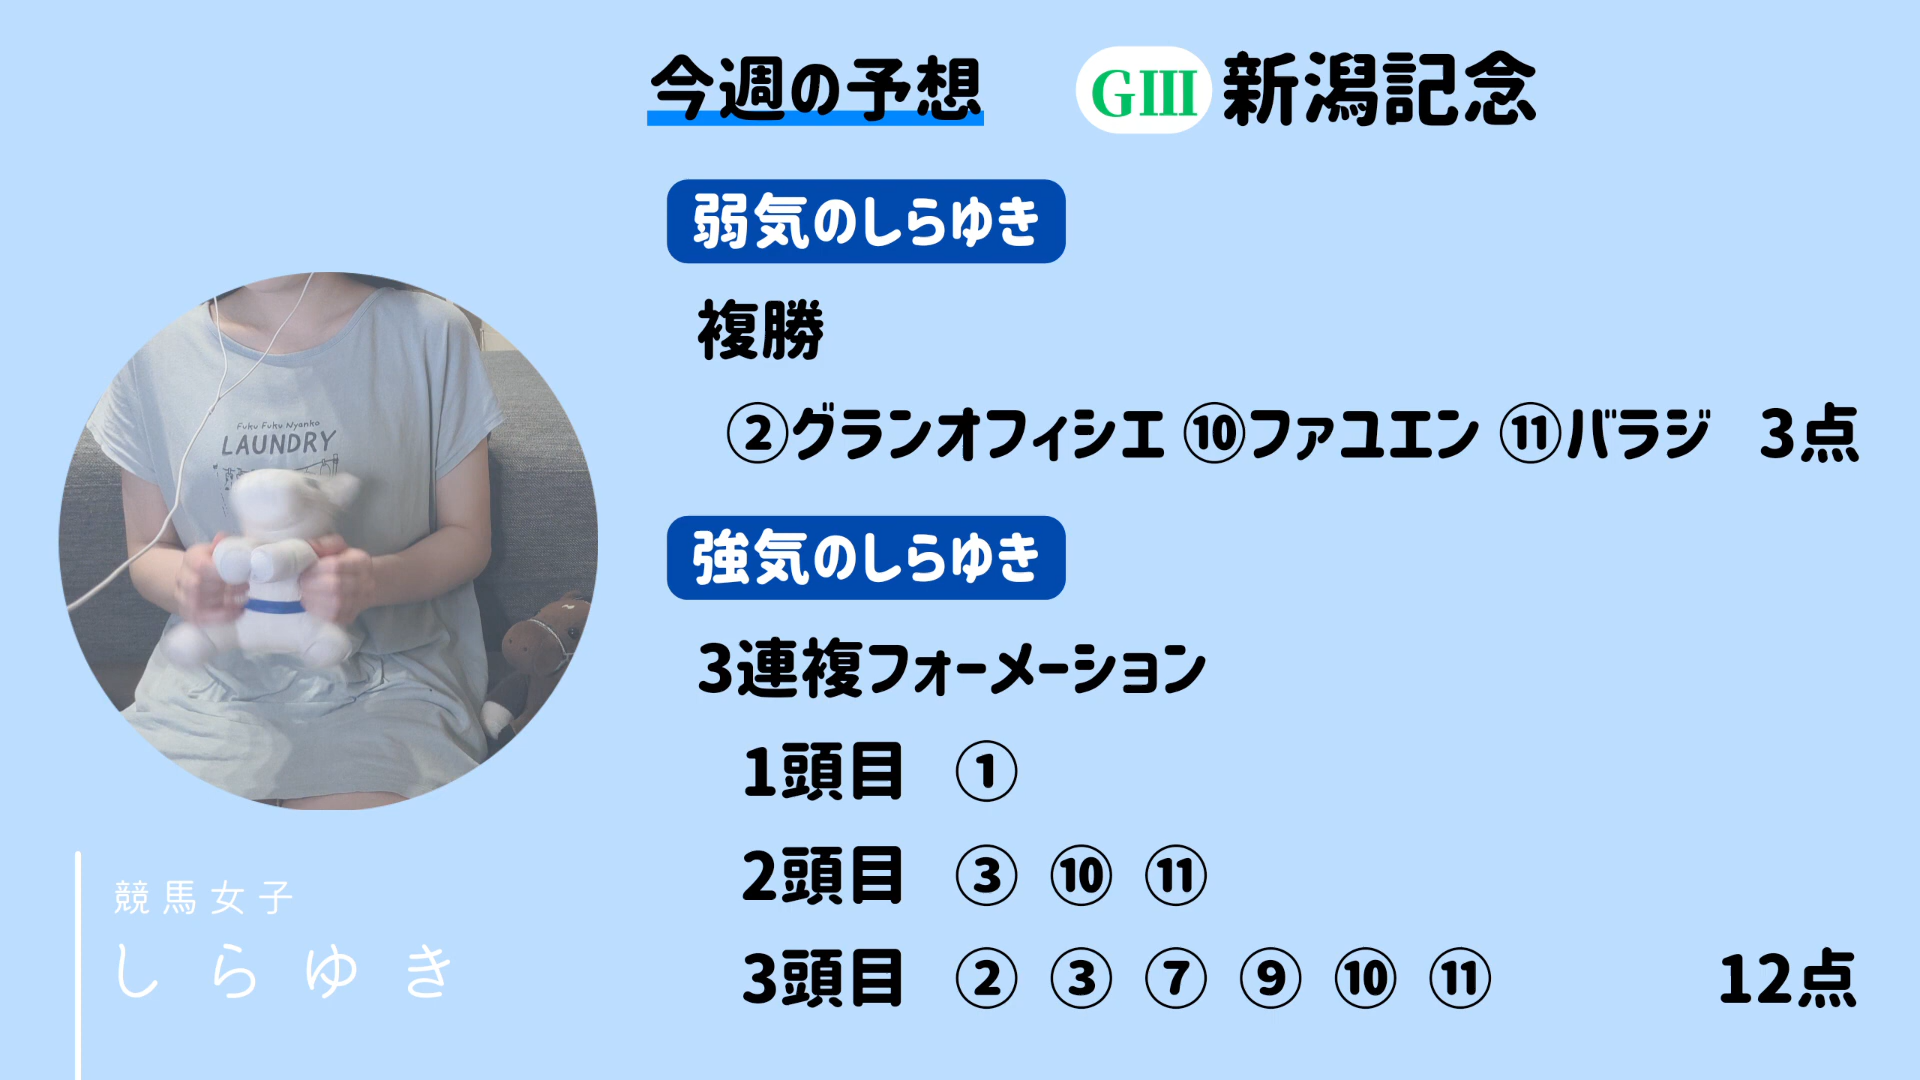 今週の予想 GIII 新潟記念
弱気のしらゆき
複勝
②グランオフィシエ ⑩ファユエン ⑪バラジ 3点
強気のしらゆき
3連複フォーメーション
1頭目 ①
2頭目 ③ ⑩ ⑪
3頭目 ② ③ ⑦ ⑨ ⑩ ⑪ 12点
Fuku Fuku Nyanko
LAUNDRY
競馬女子
しらゆき